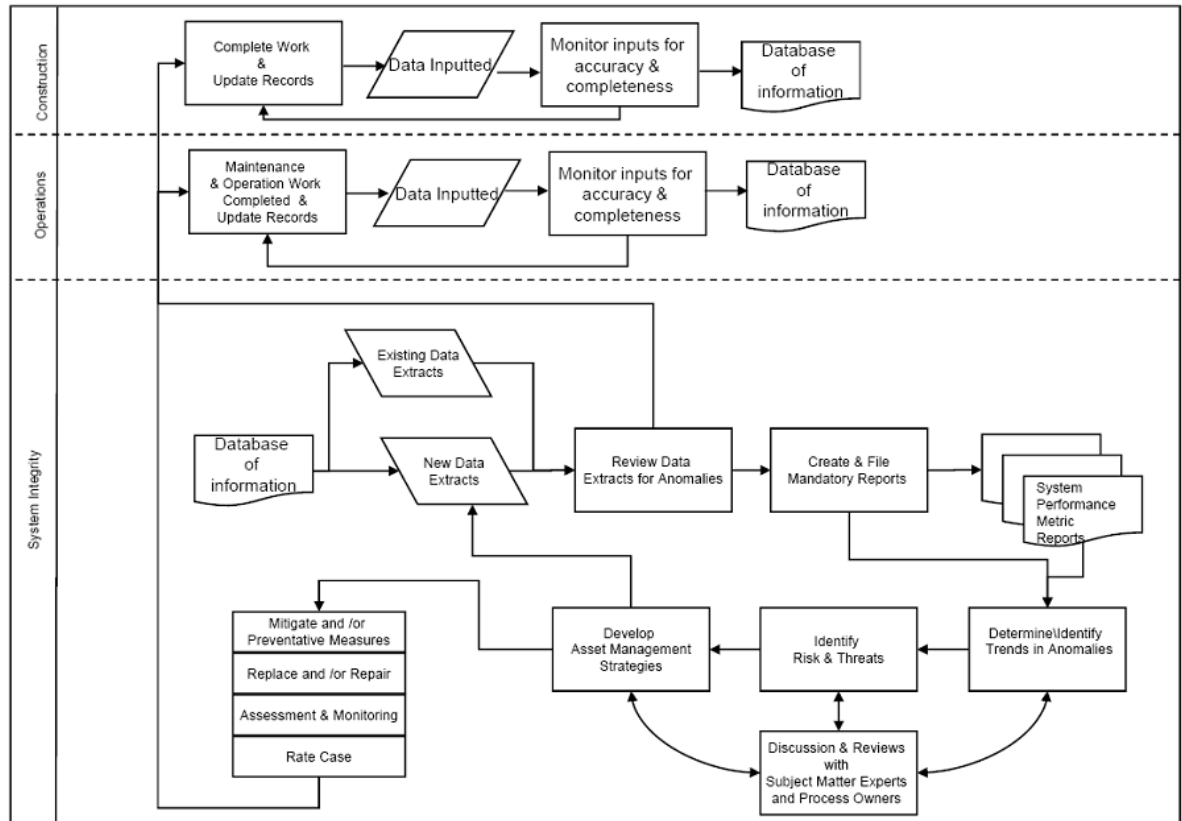 Construction
Complete Work
&
Update Records
Data Inputted
Monitor inputs for
accuracy &
completeness
Database
of
information
Operations
Maintenance
& Operation Work
Completed &
Update Records
Data Inputted
Monitor inputs for
accuracy &
completeness
Database
of
information
System Integrity
Existing Data
Extracts
Database
of
information
New Data
Extracts
Review Data
Extracts for Anomalies
Create & File
Mandatory Reports
System
Performance
Metric
Reports
Mitigate and /or
Preventative Measures
Replace and /or Repair
Assessment & Monitoring
Rate Case
Develop
Asset Management
Strategies
Identify
Risk & Threats
Determine\Identify
Trends in Anomalies
Discussion & Reviews
with
Subject Matter Experts
and Process Owners